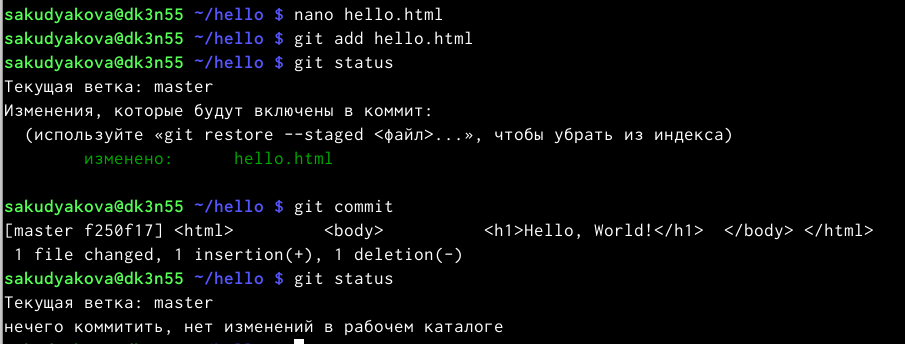 sakudyakova@dk3n55 ~/hello $ nano hello.html
sakudyakova@dk3n55 ~/hello $ git add hello.html
sakudyakova@dk3n55 ~/hello $ git status
Текущая ветка: master
Изменения, которые будут включены в коммит:
  (используйте «git restore --staged <файл>...», чтобы убрать из индекса)
        изменено:      hello.html
sakudyakova@dk3n55 ~/hello $ git commit
[master f250f17] <html>         <body>          <h1>Hello, World!</h1>  </body> </html>
 1 file changed, 1 insertion(+), 1 deletion(-)
sakudyakova@dk3n55 ~/hello $ git status
Текущая ветка: master
нечего коммитить, нет изменений в рабочем каталоге
sakudyakova@dk3n55 ~/hello $